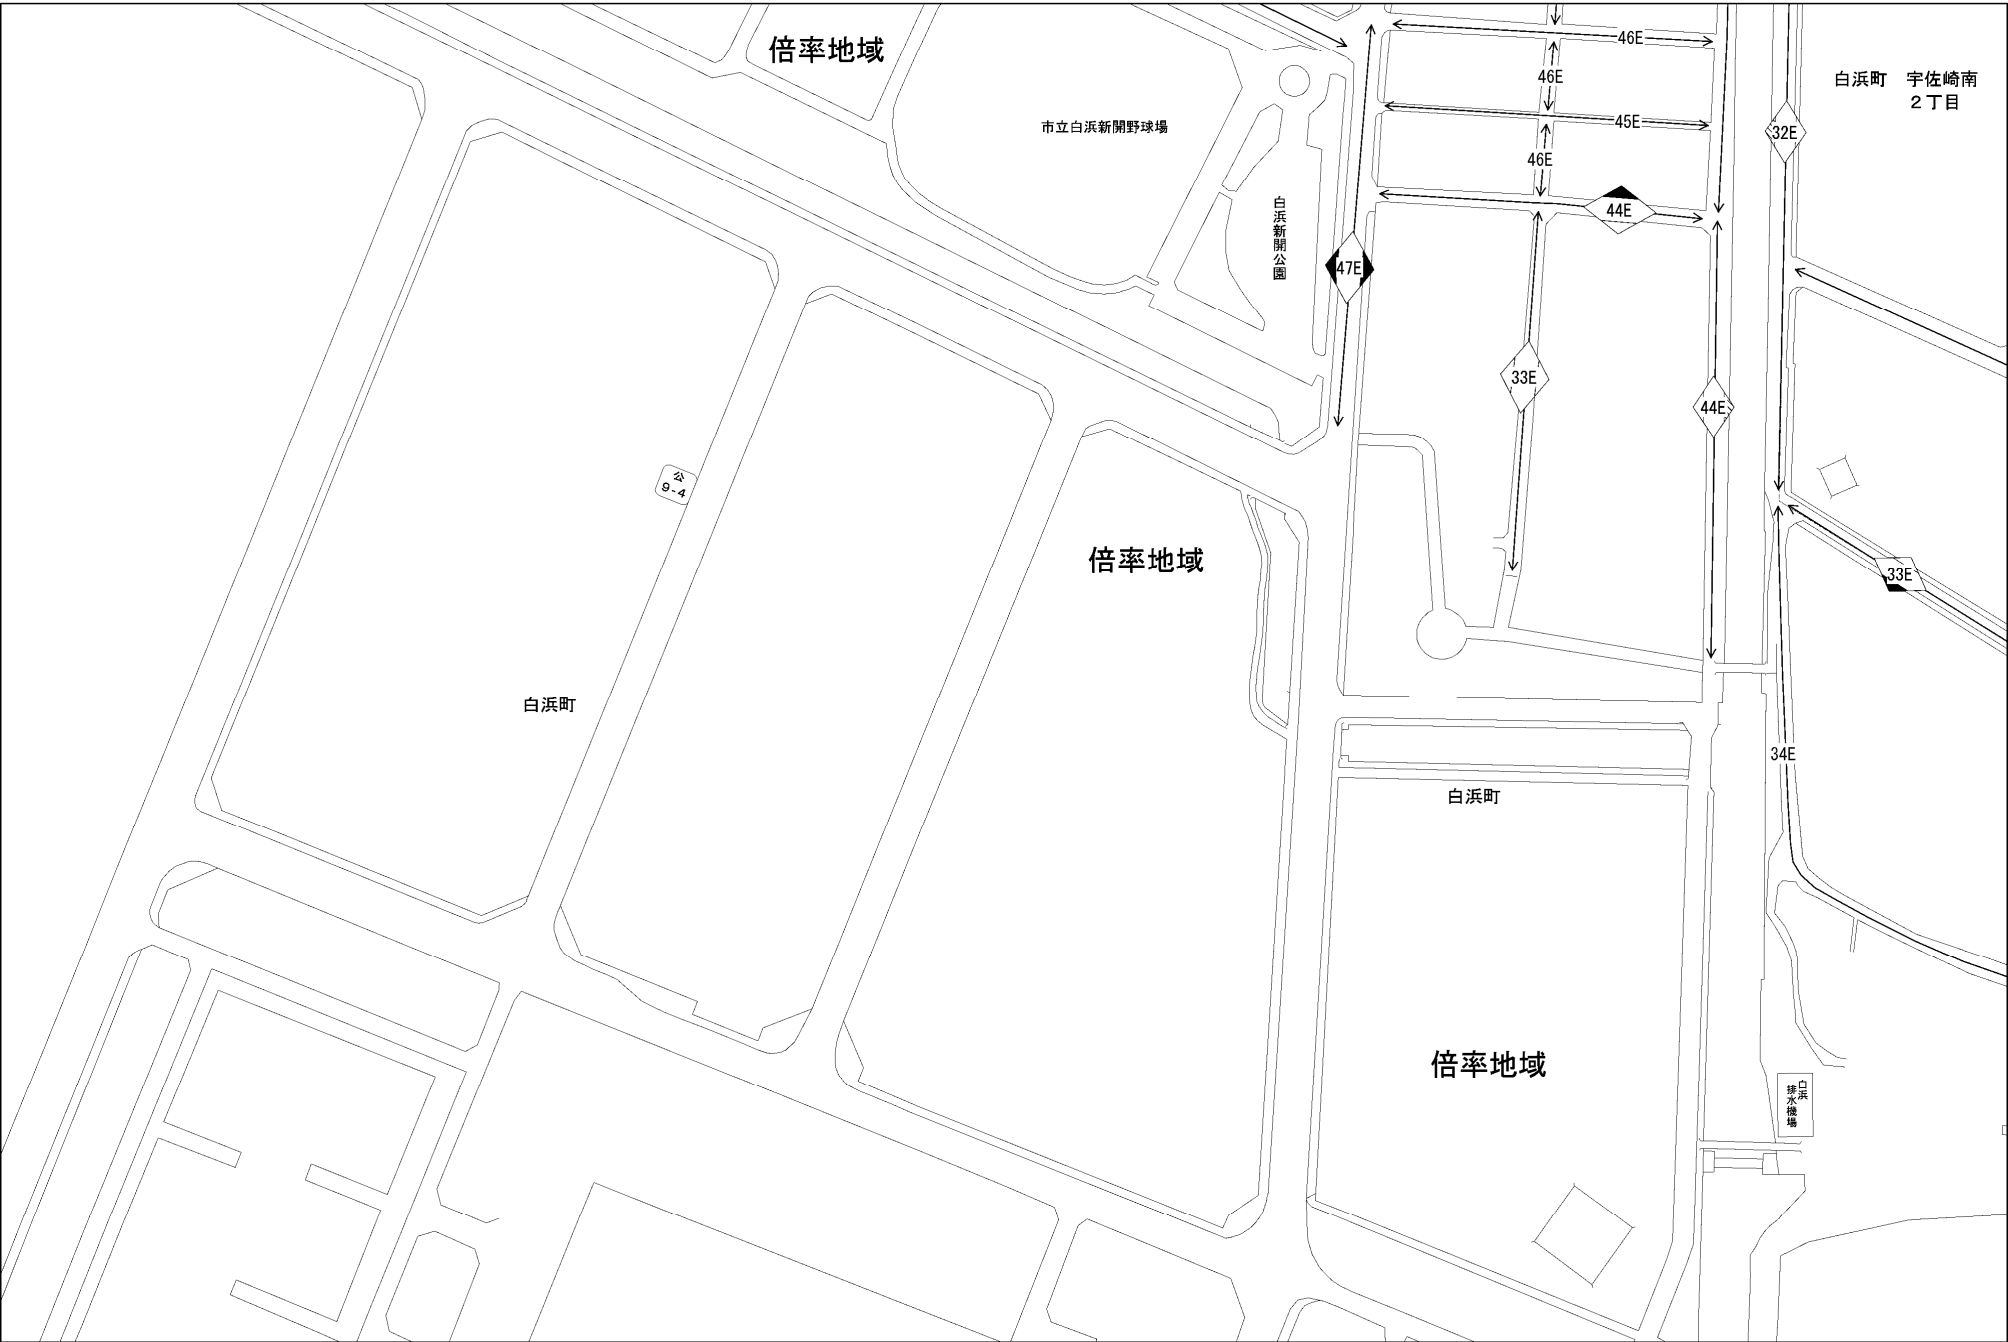 倍率地域
46E
46E
白浜町 宇佐崎南
2丁目
市立白浜新開野球場
45E
32E
46E
白浜新開公園
44E
47E
33E
44E
公
9-4
倍率地域
33E
白浜町
34E
白浜町
倍率地域
白浜
排水機場